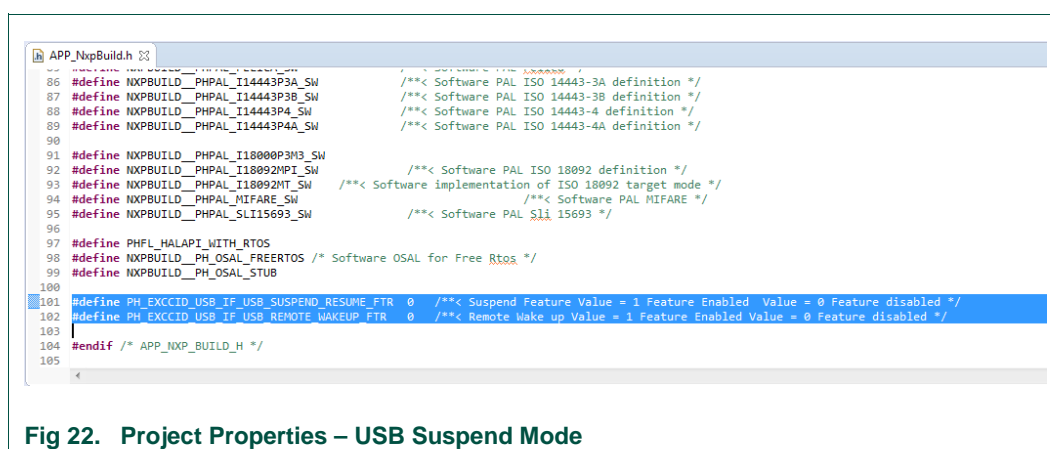 APP_NxpBuild.h
86 #define NXPBUILD__PHPAL_I14443P3A_SW /**< Software PAL ISO 14443-3A definition */
87 #define NXPBUILD__PHPAL_I14443P3B_SW /**< Software PAL ISO 14443-3B definition */
88 #define NXPBUILD__PHPAL_I14443P4_SW /**< Software PAL ISO 14443-4 definition */
89 #define NXPBUILD__PHPAL_I14443P4A_SW /**< Software PAL ISO 14443-4A definition */
90
91 #define NXPBUILD__PHPAL_I18000P3M3_SW
92 #define NXPBUILD__PHPAL_I18092MPI_SW /**< Software PAL ISO 18092 definition */
93 #define NXPBUILD__PHPAL_I18092MT_SW /**< Software implementation of ISO 18092 target mode */
94 #define NXPBUILD__PHPAL_MIFARE_SW /**< Software PAL MIFARE */
95 #define NXPBUILD__PHPAL_SLI15693_SW /**< Software PAL Sli 15693 */
96
97 #define PHFL_HALAPI_WITH_RTOS
98 #define NXPBUILD__PH_OSAL_FREERTOS /* Software OSAL for Free Rtos */
99 #define NXPBUILD__PH_OSAL_STUB
100
101 #define PH_EXCCID_USB_IF_USB_SUSPEND_RESUME_FTR 0 /**< Suspend Feature Value = 1 Feature Enabled Value = 0 Feature disabled */
102 #define PH_EXCCID_USB_IF_USB_REMOTE_WAKEUP_FTR 0 /**< Remote Wake up Value = 1 Feature Enabled Value = 0 Feature disabled */
103
104 #endif /* APP_NXP_BUILD_H */
105
Fig 22. Project Properties – USB Suspend Mode